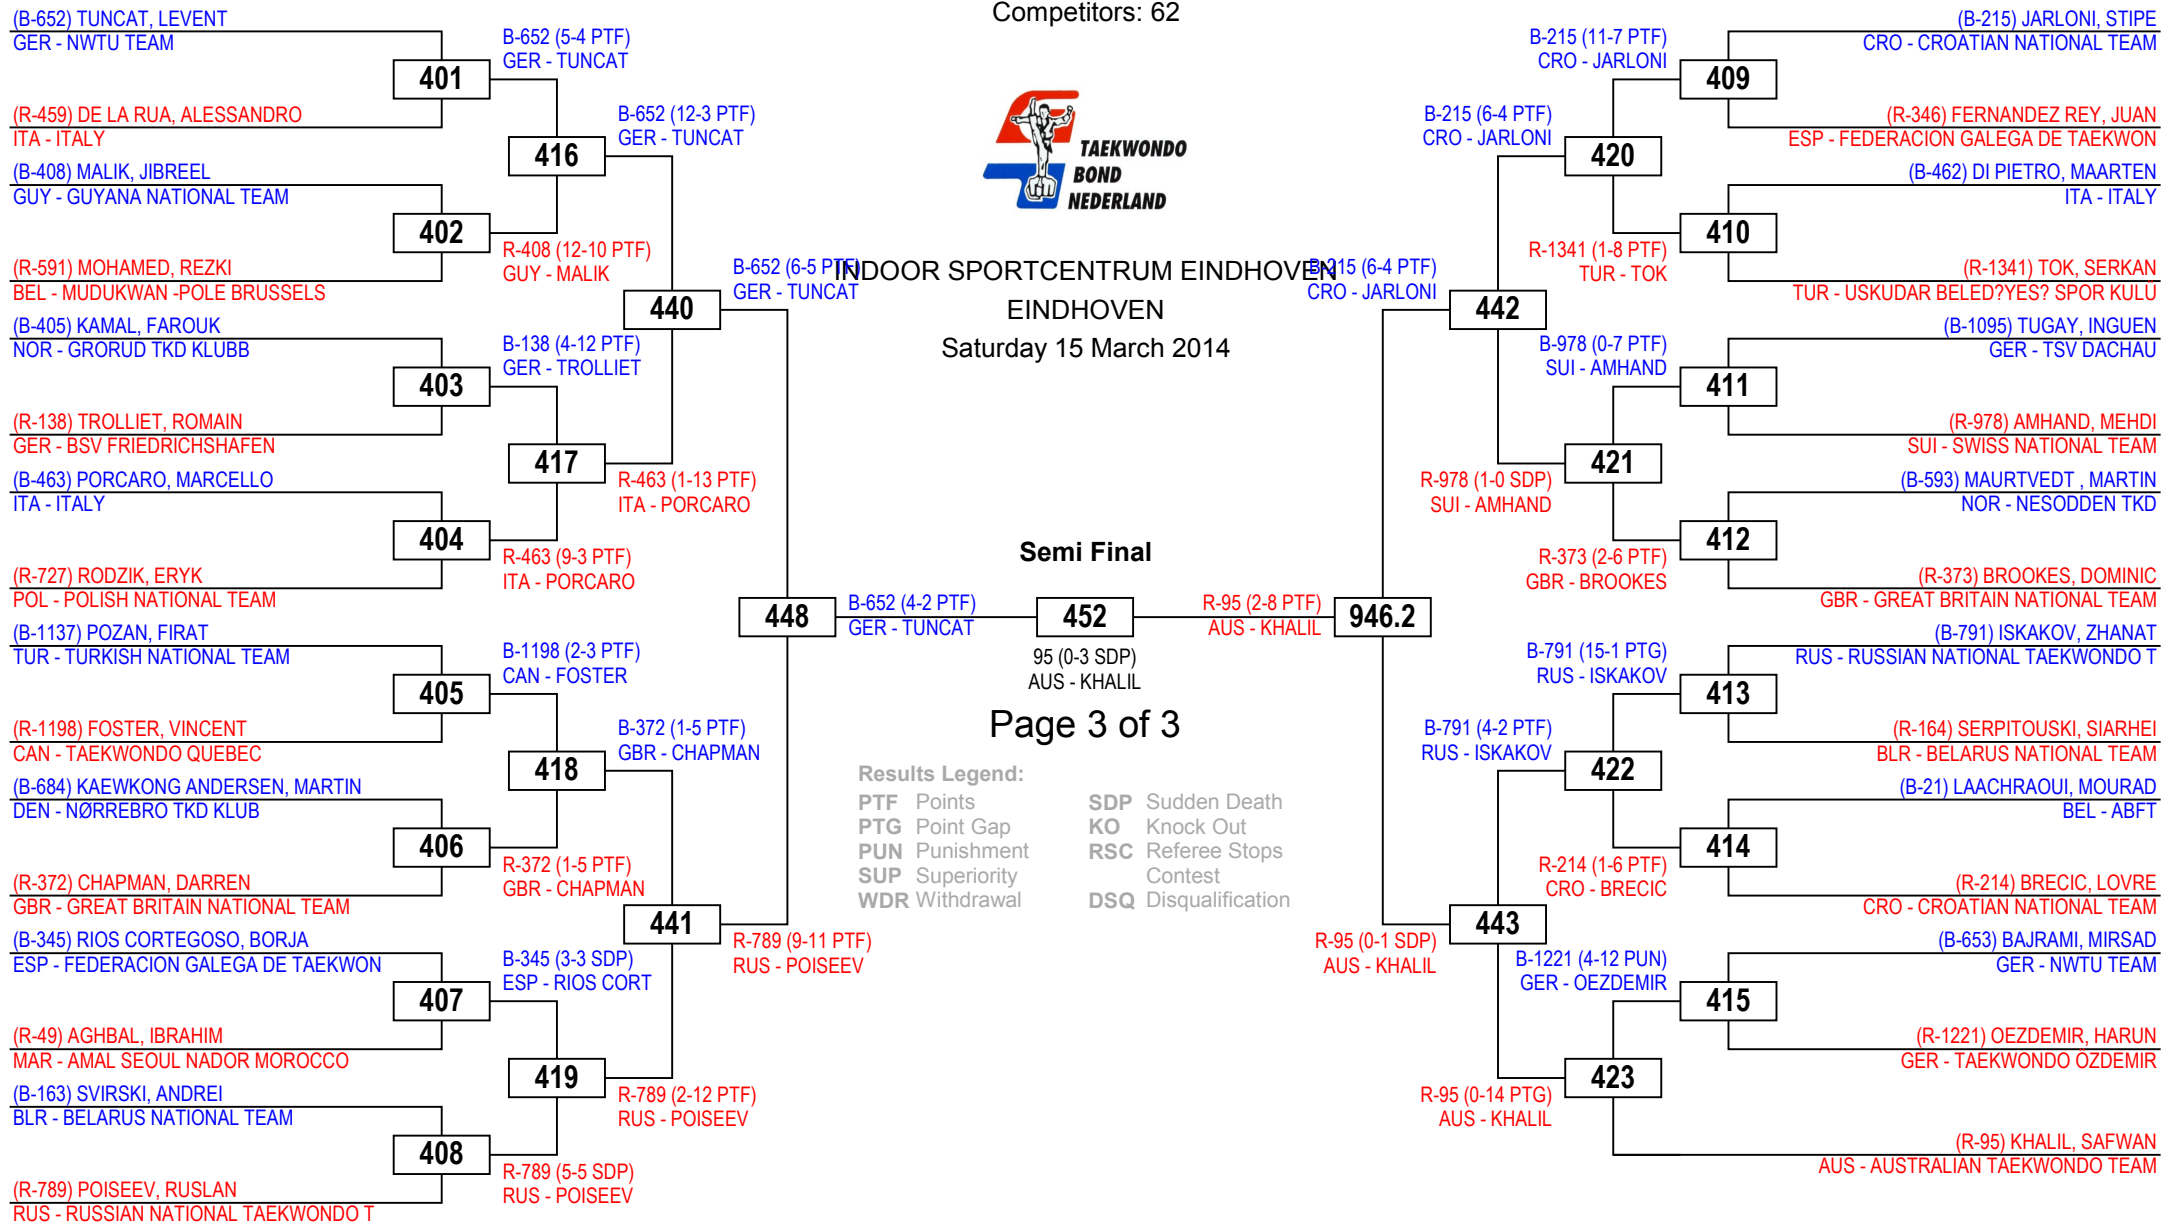 Competitors: 62
TAEKWONDO
BOND
NEDERLAND
INDOOR SPORTCENTRUM EINDHOVEN
EINDHOVEN
Saturday 15 March 2014
(B-652) TUNCAT, LEVENT
GER - NWTU TEAM
401
(R-459) DE LA RUA, ALESSANDRO
ITA - ITALY
(B-408) MALIK, JIBREEL
GUY - GUYANA NATIONAL TEAM
402
(R-591) MOHAMED, REZKI
BEL - MUDUKWAN -POLE BRUSSELS
(B-405) KAMAL, FAROUK
NOR - GRORUD TKD KLUBB
403
(R-138) TROLLIET, ROMAIN
GER - BSV FRIEDRICHSHAFEN
(B-463) PORCARO, MARCELLO
ITA - ITALY
404
(R-727) RODZIK, ERYK
POL - POLISH NATIONAL TEAM
(B-1137) POZAN, FIRAT
TUR - TURKISH NATIONAL TEAM
405
(R-1198) FOSTER, VINCENT
CAN - TAEKWONDO QUEBEC
(B-684) KAEWKONG ANDERSEN, MARTIN
DEN - NØRREBRO TKD KLUB
406
(R-372) CHAPMAN, DARREN
GBR - GREAT BRITAIN NATIONAL TEAM
(B-345) RIOS CORTEGOSO, BORJA
ESP - FEDERACION GALEGA DE TAEKWON
407
(R-49) AGHBAL, IBRAHIM
MAR - AMAL SEOUL NADOR MOROCCO
(B-163) SVIRSKI, ANDREI
BLR - BELARUS NATIONAL TEAM
408
(R-789) POISEEV, RUSLAN
RUS - RUSSIAN NATIONAL TAEKWONDO T
B-652 (5-4 PTF)
GER - TUNCAT
416
R-408 (12-10 PTF)
GUY - MALIK
B-138 (4-12 PTF)
GER - TROLLIET
417
R-463 (9-3 PTF)
ITA - PORCARO
B-1198 (2-3 PTF)
CAN - FOSTER
418
R-372 (1-5 PTF)
GBR - CHAPMAN
B-345 (3-3 SDP)
ESP - RIOS CORT
419
R-789 (5-5 SDP)
RUS - POISEEV
B-652 (12-3 PTF)
GER - TUNCAT
440
R-463 (1-13 PTF)
ITA - PORCARO
B-372 (1-5 PTF)
GBR - CHAPMAN
441
R-789 (2-12 PTF)
RUS - POISEEV
B-652 (6-5 PTF)
GER - TUNCAT
448
R-789 (9-11 PTF)
RUS - POISEEV
Semi Final
B-652 (4-2 PTF)
GER - TUNCAT
452
R-95 (2-8 PTF)
AUS - KHALIL
95 (0-3 SDP)
AUS - KHALIL
Page 3 of 3
Results Legend:
PTF Points
PTG Point Gap
PUN Punishment
SUP Superiority
WDR Withdrawal
SDP Sudden Death
KO Knock Out
RSC Referee Stops
Contest
DSQ Disqualification
B-215 (6-4 PTF)
CRO - JARLONI
946.2
R-95 (0-1 SDP)
AUS - KHALIL
B-215 (6-4 PTF)
CRO - JARLONI
442
R-978 (1-0 SDP)
SUI - AMHAND
B-791 (4-2 PTF)
RUS - ISKAKOV
443
R-95 (0-14 PTG)
AUS - KHALIL
B-215 (11-7 PTF)
CRO - JARLONI
420
R-1341 (1-8 PTF)
TUR - TOK
B-978 (0-7 PTF)
SUI - AMHAND
421
R-373 (2-6 PTF)
GBR - BROOKES
B-791 (15-1 PTG)
RUS - ISKAKOV
422
R-214 (1-6 PTF)
CRO - BRECIC
B-1221 (4-12 PUN)
GER - OEZDEMIR
423
(B-215) JARLONI, STIPE
CRO - CROATIAN NATIONAL TEAM
409
(R-346) FERNANDEZ REY, JUAN
ESP - FEDERACION GALEGA DE TAEKWON
(B-462) DI PIETRO, MAARTEN
ITA - ITALY
410
(R-1341) TOK, SERKAN
TUR - USKUDAR BELED?YES? SPOR KULÜ
(B-1095) TUGAY, INGUEN
GER - TSV DACHAU
411
(R-978) AMHAND, MEHDI
SUI - SWISS NATIONAL TEAM
(B-593) MAURTVEDT , MARTIN
NOR - NESODDEN TKD
412
(R-373) BROOKES, DOMINIC
GBR - GREAT BRITAIN NATIONAL TEAM
(B-791) ISKAKOV, ZHANAT
RUS - RUSSIAN NATIONAL TAEKWONDO T
413
(R-164) SERPITOUSKI, SIARHEI
BLR - BELARUS NATIONAL TEAM
(B-21) LAACHRAOUI, MOURAD
BEL - ABFT
414
(R-214) BRECIC, LOVRE
CRO - CROATIAN NATIONAL TEAM
(B-653) BAJRAMI, MIRSAD
GER - NWTU TEAM
415
(R-1221) OEZDEMIR, HARUN
GER - TAEKWONDO ÖZDEMIR
(R-95) KHALIL, SAFWAN
AUS - AUSTRALIAN TAEKWONDO TEAM